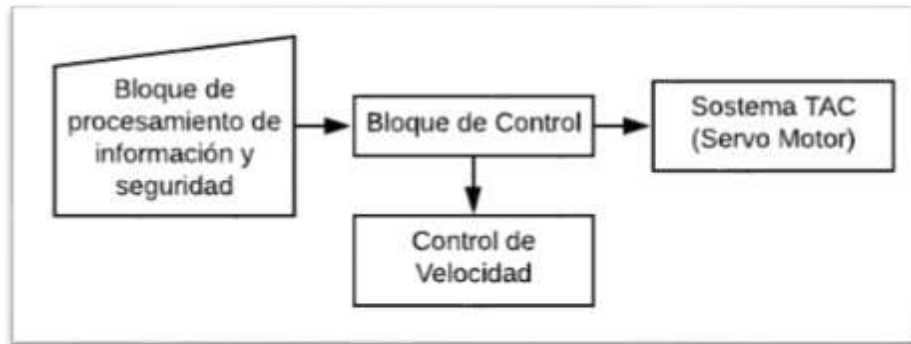 Bloque de
procesamiento de
información y
seguridad
Bloque de Control
Sostema TAC
(Servo Motor)
Control de
Velocidad